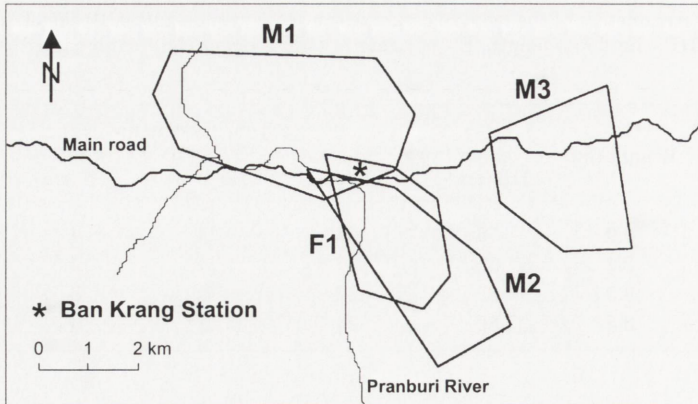 M1
N
M3
Main road
F1
M2
* Ban Krang Station
0 1 2 km
Pranburi River